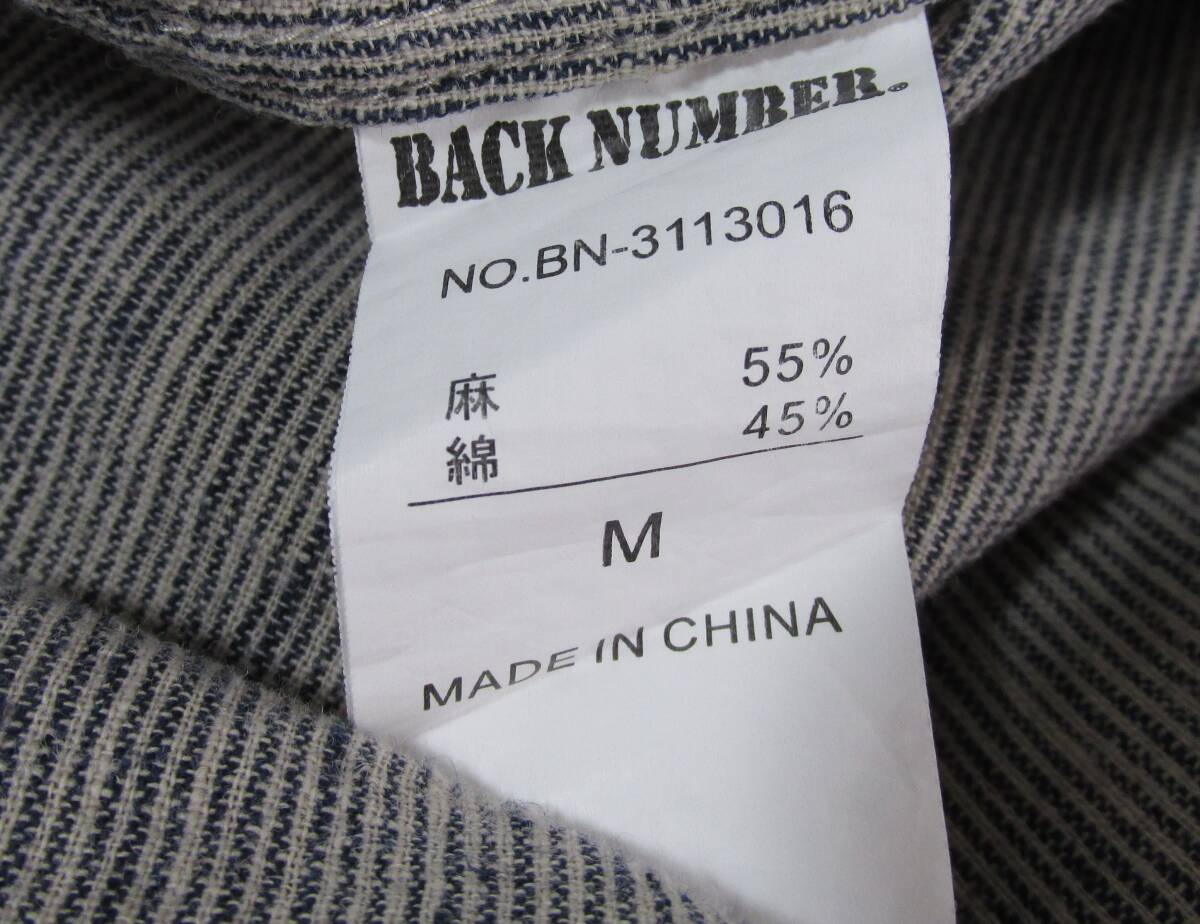 BACK NUMBER.
NO.BN-3113016
麻 55%
綿 45%
M
MADE IN CHINA